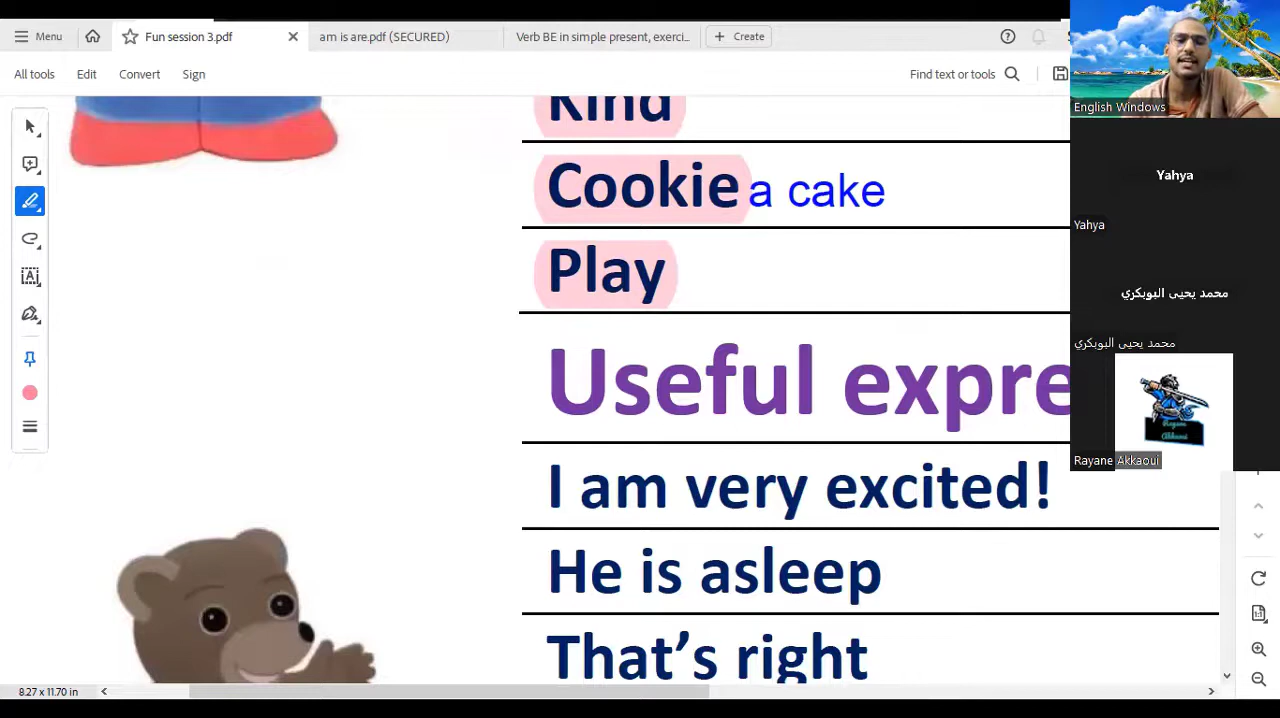 Menu
Fun session 3.pdf
am is are.pdf (SECURED)
Verb BE in simple present, exerci...
Create
All tools
Edit
Convert
Sign
Find text or tools
Kind
Cookie a cake
Play
Useful expre
I am very excited!
He is asleep
That's right
8.27 x 11.70 in
English Windows
Yahya
Yahya
محمد يحيى البوبكري
محمد يحيى البوبكري
Rayane
Akkaoui
Rayane Akkaoui